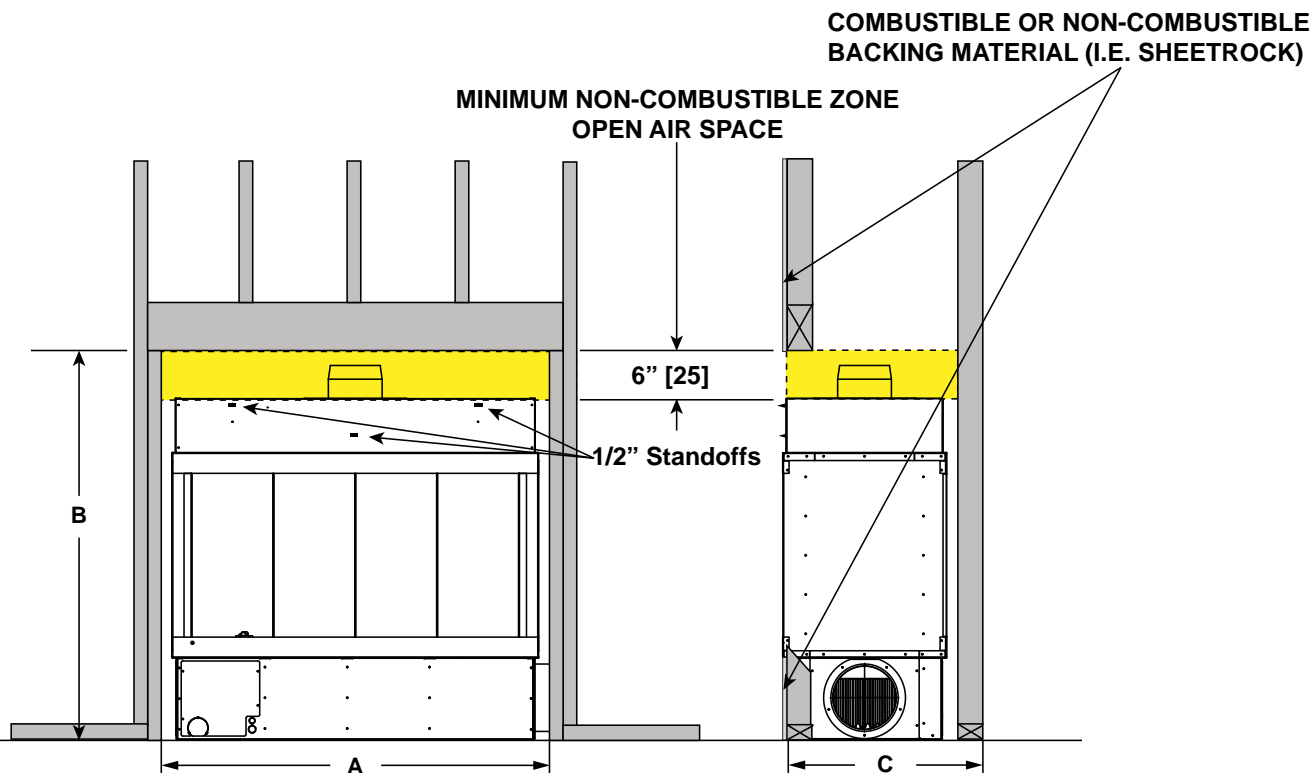 COMBUSTIBLE OR NON-COMBUSTIBLE
BACKING MATERIAL (I.E. SHEETROCK)
MINIMUM NON-COMBUSTIBLE ZONE
OPEN AIR SPACE
6” [25]
1/2” Standoffs
B
A
C